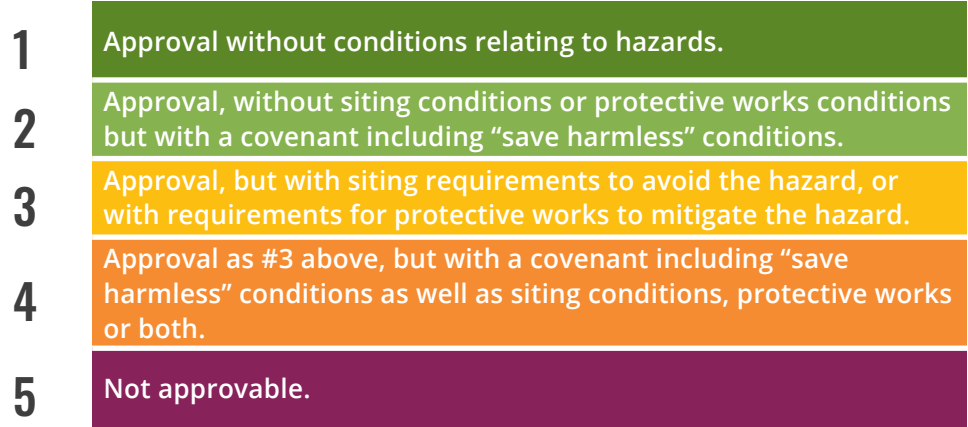 1
Approval without conditions relating to hazards.
2
Approval, without siting conditions or protective works conditions
but with a covenant including “save harmless” conditions.
3
Approval, but with siting requirements to avoid the hazard, or
with requirements for protective works to mitigate the hazard.
4
Approval as #3 above, but with a covenant including “save
harmless” conditions as well as siting conditions, protective works
or both.
5
Not approvable.